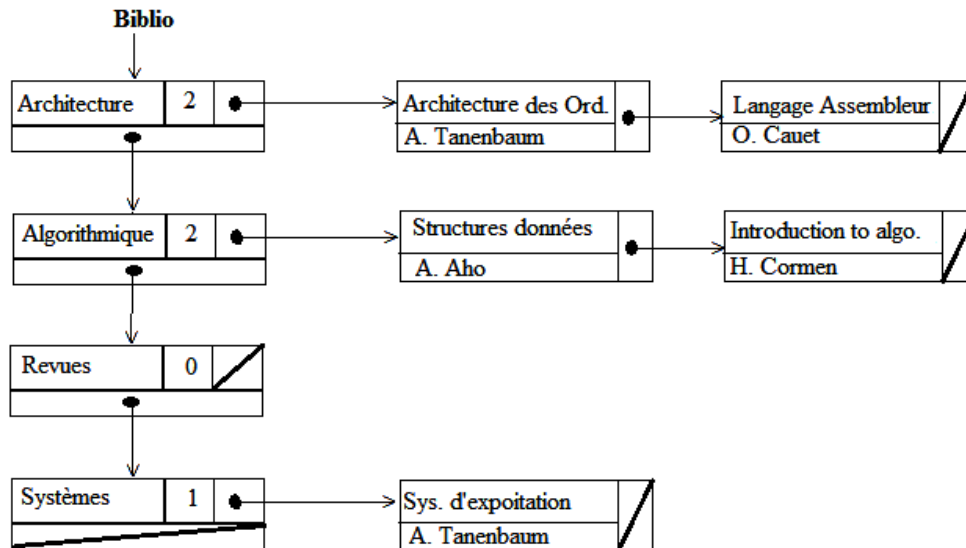 Biblio
Architecture 2
Architecture des Ord.
A. Tanenbaum
Langage Assembleur
O. Cauet
Algorithmique 2
Structures données
A. Aho
Introduction to algo.
H. Cormen
Revues 0
Systèmes 1
Sys. d'expoitation
A. Tanenbaum